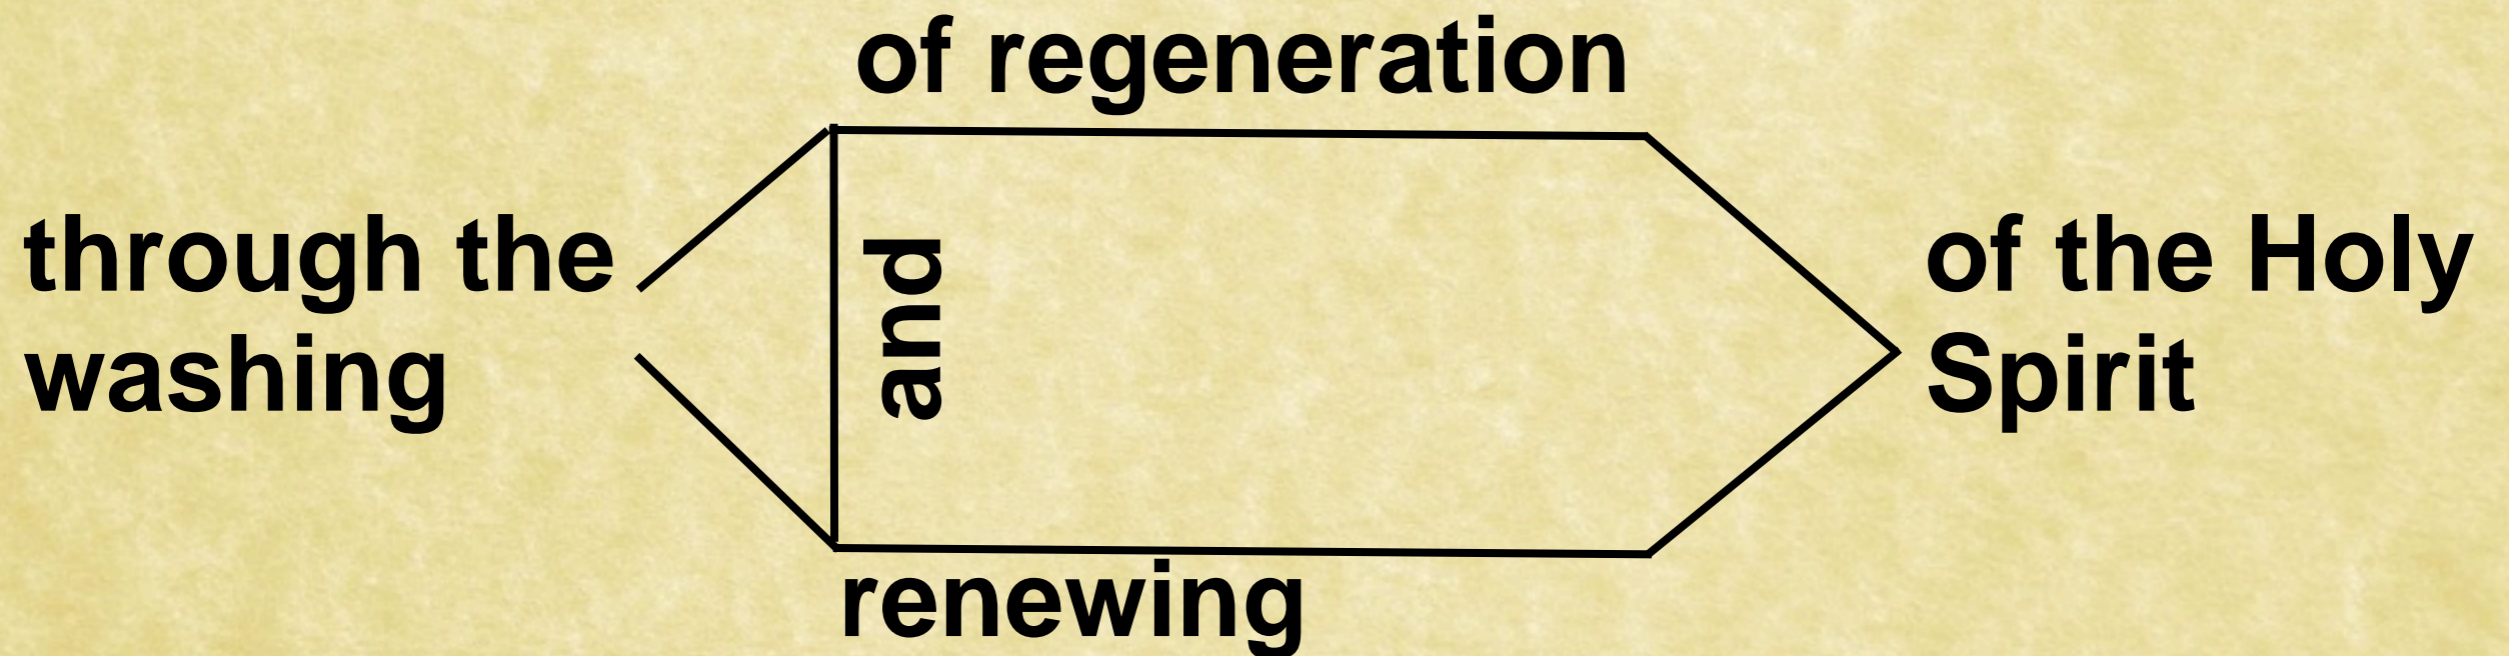 of regeneration
through the
washing
and
of the Holy
Spirit
renewing